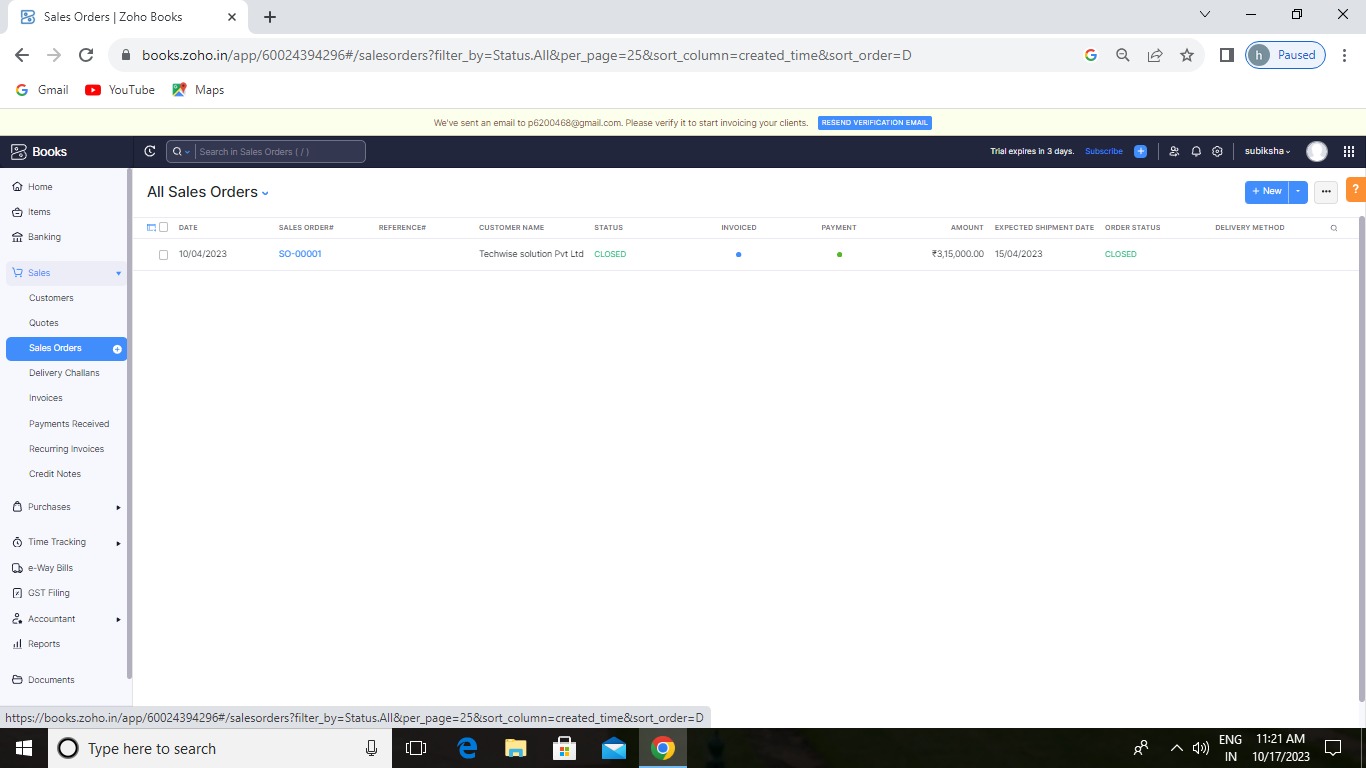 Sales Orders | Zoho Books
books.zoho.in/app/60024394296#/salesorders?filter_by=Status.All&per_page=25&sort_column=created_time&sort_order=D
h Paused
Gmail YouTube Maps
We've sent an email to p6200468@gmail.com. Please verify it to start invoicing your clients. RESEND VERIFICATION EMAIL
Books
Search in Sales Orders ( / )
Trial expires in 3 days. Subscribe
subiksha
Home
Items
Banking
Sales
Customers
Quotes
Sales Orders
Delivery Challans
Invoices
Payments Received
Recurring Invoices
Credit Notes
Purchases
Time Tracking
e-Way Bills
GST Filing
Accountant
Reports
Documents
All Sales Orders
+ New
?
DATE SALES ORDER# REFERENCE# CUSTOMER NAME STATUS INVOICED PAYMENT AMOUNT EXPECTED SHIPMENT DATE ORDER STATUS DELIVERY METHOD
10/04/2023 SO-00001 Techwise solution Pvt Ltd CLOSED ₹3,15,000.00 15/04/2023 CLOSED
https://books.zoho.in/app/60024394296#/salesorders?filter_by=Status.All&per_page=25&sort_column=created_time&sort_order=D
Type here to search
ENG
IN
11:21 AM
10/17/2023